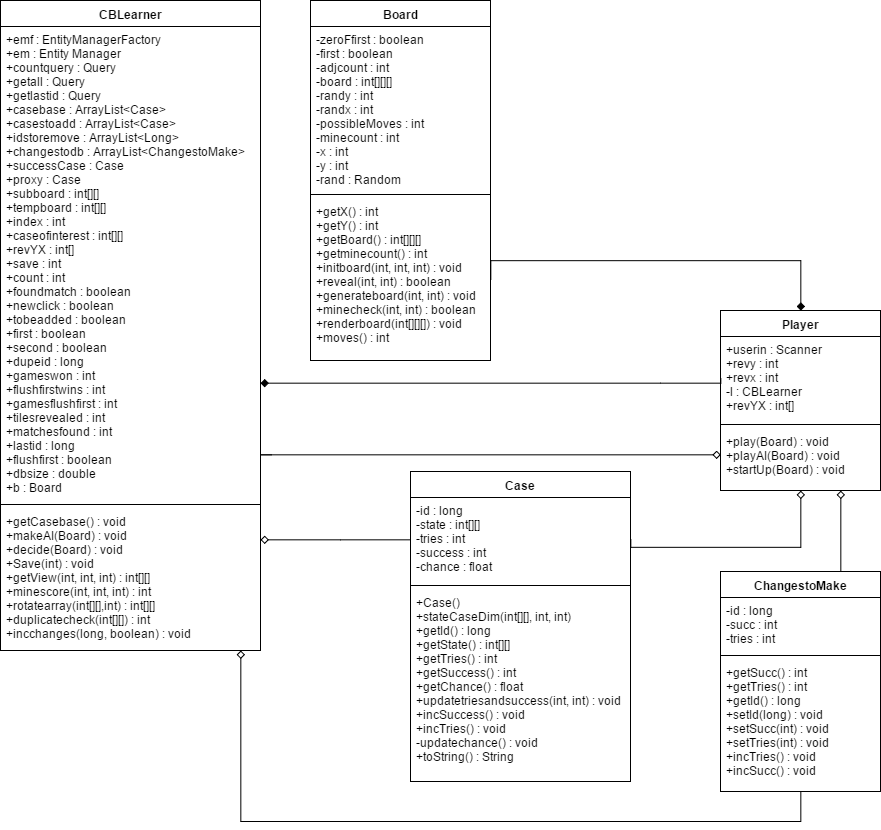 CBLearner
+emf : EntityManagerFactory
+em : Entity Manager
+countquery : Query
+getall : Query
+getlastid : Query
+casebase : ArrayList<Case>
+casestoadd : ArrayList<Case>
+idstoremove : ArrayList<Long>
+changestodb : ArrayList<ChangestoMake>
+successCase : Case
+proxy : Case
+subboard : int[][]
+tempboard : int[][]
+index : int
+caseofinterest : int[][]
+revYX : int[]
+save : int
+count : int
+foundmatch : boolean
+newclick : boolean
+tobeadded : boolean
+first : boolean
+second : boolean
+dupeid : long
+gameswon : int
+flushfirstwins : int
+gamesflushfirst : int
+tilesrevealed : int
+matchesfound : int
+lastid : long
+flushfirst : boolean
+dbsize : double
+b : Board
+getCasebase() : void
+makeAI(Board) : void
+decide(Board) : void
+Save(int) : void
+getView(int, int, int) : int[][]
+minescore(int, int, int) : int
+rotatearray(int[][],int) : int[][]
+duplicatecheck(int[][]) : int
+incchanges(long, boolean) : void
Board
-zeroFfirst : boolean
-first : boolean
-adjcount : int
-board : int[][][]
-randy : int
-randx : int
-possibleMoves : int
-minecount : int
-x : int
-y : int
-rand : Random
+getX() : int
+getY() : int
+getBoard() : int[][][]
+getminecount() : int
+initboard(int, int, int) : void
+reveal(int, int) : boolean
+generateboard(int, int) : void
+minecheck(int, int) : boolean
+renderboard(int[][][]) : void
+moves() : int
Player
+userin : Scanner
+revy : int
+revx : int
-l : CBLearner
+revYX : int[]
+play(Board) : void
+playAI(Board) : void
+startUp(Board) : void
Case
-id : long
-state : int[][]
-tries : int
-success : int
-chance : float
+Case()
+stateCaseDim(int[][], int, int)
+getId() : long
+getState() : int[][]
+getTries() : int
+getSuccess() : int
+getChance() : float
+updatetriesandsuccess(int, int) : void
+incSuccess() : void
+incTries() : void
-updatechance() : void
+toString() : String
ChangestoMake
-id : long
-succ : int
-tries : int
+getSucc() : int
+getTries() : int
+getId() : long
+setId(long) : void
+setSucc(int) : void
+setTries(int) : void
+incTries() : void
+incSucc() : void